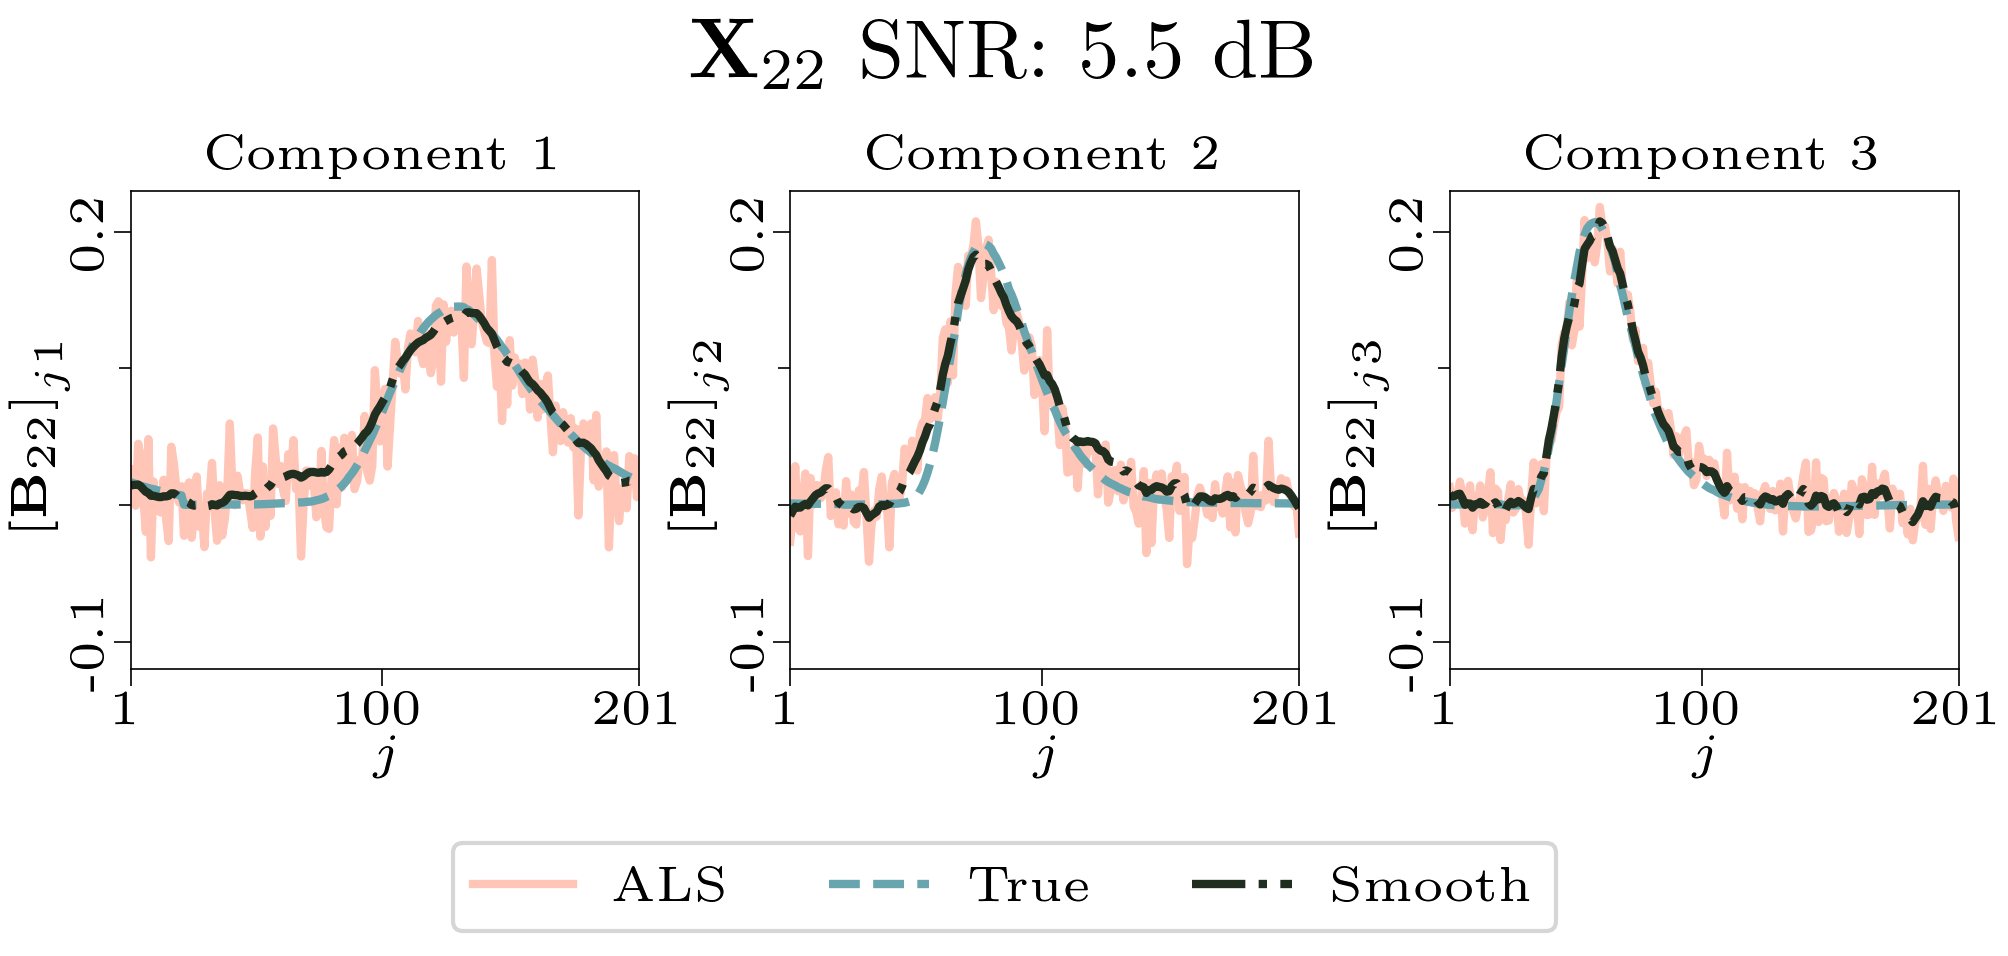 X₂₂ SNR: 5.5 dB
Component 1
Component 2
Component 3
[B₂₂]ⱼ₁
0.2
-0.1
1 100 201
j
[B₂₂]ⱼ₂
0.2
-0.1
1 100 201
j
[B₂₂]ⱼ₃
0.2
-0.1
1 100 201
j
ALS True Smooth